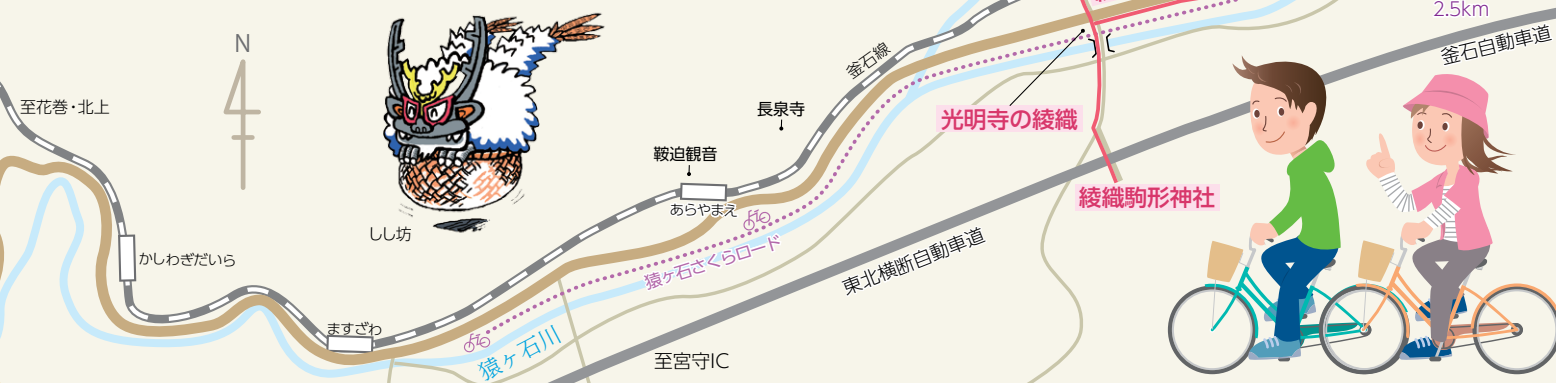 2.5km
釜石自動車道
N
釜石線
至花巻・北上
長泉寺
光明寺の綾織
鞍迫観音
綾織駒形神社
あらやまえ
しし坊
かしわぎだいら
猿ヶ石さくらロード
東北横断自動車道
ますざわ
猿ヶ石川
至宮守IC